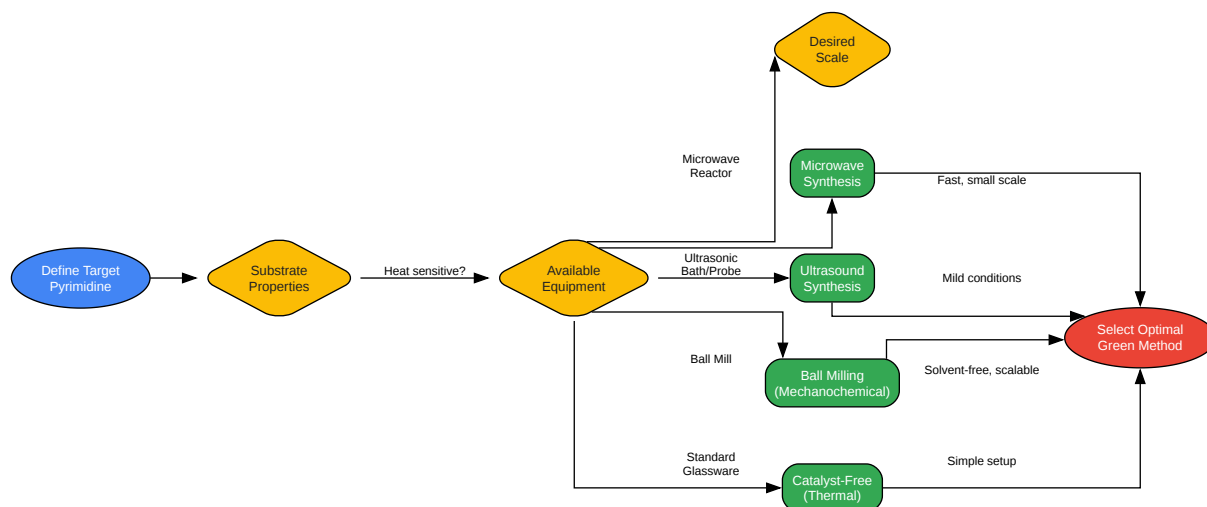 Desired
Scale
Microwave
Reactor
Microwave
Synthesis
Fast, small scale
Define Target
Pyrimidine
Substrate
Properties
Heat sensitive?
Available
Equipment
Ultrasonic
Bath/Probe
Ultrasound
Synthesis
Mild conditions
Select Optimal
Green Method
Ball Mill
Ball Milling
(Mechanochemical)
Solvent-free, scalable
Standard
Glassware
Catalyst-Free
(Thermal)
Simple setup